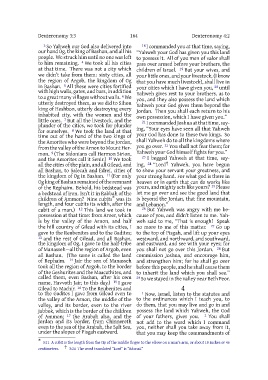 Deuteronomy 3:3
164
Deuteronomy 4:2
3 So Yahweh our God also delivered into
our hand Og, the king of Bashan, and all his
people. We struck him until no one was left
to him remaining. 4 We took all his cities
at that time. There was not a city which
we didn't take from them: sixty cities, all
the region of Argob, the kingdom of Og
in Bashan. 5 All these were cities fortified
with high walls, gates, and bars, in addition
to a great many villages without walls. 6 We
utterly destroyed them, as we did to Sihon
king of Heshbon, utterly destroying every
inhabited city, with the women and the
little ones. 7 But all the livestock, and the
plunder of the cities, we took for plunder
for ourselves. 8 We took the land at that
time out of the hand of the two kings of
the Amorites who were beyond the Jordan,
from the valley of the Arnon to Mount Her-
mon. 9 (The Sidonians call Hermon Sirion,
and the Amorites call it Senir.) 10 We took
all the cities of the plain, and all Gilead, and
all Bashan, to Salecah and Edrei, cities of
the kingdom of Og in Bashan. 11 (For only
Og king of Bashan remained of the remnant
of the Rephaim. Behold, his bedstead was
a bedstead of iron. Isn't it in Rabbah of the
children of Ammon? Nine cubits* was its
length, and four cubits its width, after the
cubit of a man.) 12 This land we took in
possession at that time: from Aroer, which
is by the valley of the Arnon, and half
the hill country of Gilead with its cities, I
gave to the Reubenites and to the Gadites;
13 and the rest of Gilead, and all Bashan,
the kingdom of Og, I gave to the half-tribe
of Manasseh—all the region of Argob, even
all Bashan. (The same is called the land
of Rephaim. 14 Jair the son of Manasseh
took all the region of Argob, to the border
of the Geshurites and the Maacathites, and
called them, even Bashan, after his own
name, Havvoth Jair, to this day.) 15 I gave
Gilead to Machir. 16 To the Reubenites and
to the Gadites I gave from Gilead even to
the valley of the Arnon, the middle of the
valley, and its border, even to the river
Jabbok, which is the border of the children
of Ammon; 17 the Arabah also, and the
Jordan and its border, from Chinnereth
even to the sea of the Arabah, the Salt Sea,
under the slopes of Pisgah eastward.
18 I commanded you at that time, saying,
"Yahweh your God has given you this land
to possess it. All of you men of valor shall
pass over armed before your brothers, the
children of Israel. 19 But your wives, and
your little ones, and your livestock, (I know
that you have much livestock), shall live in
your cities which I have given you, 20 until
Yahweh gives rest to your brothers, as to
you, and they also possess the land which
Yahweh your God gives them beyond the
Jordan. Then you shall each return to his
own possession, which I have given you."
21 I commanded Joshua at that time, say-
ing, "Your eyes have seen all that Yahweh
your God has done to these two kings. So
shall Yahweh do to all the kingdoms where
you go over. 22 You shall not fear them; for
Yahweh your God himself fights for you."
23 I begged Yahweh at that time, say-
ing, 24 "Lord† Yahweh, you have begun
to show your servant your greatness, and
your strong hand. For what god is there in
heaven or in earth that can do works like
yours, and mighty acts like yours? 25 Please
let me go over and see the good land that
is beyond the Jordan, that fine mountain,
and Lebanon."
26 But Yahweh was angry with me be-
cause of you, and didn't listen to me. Yah-
weh said to me, "That is enough! Speak
no more to me of this matter. 27 Go up
to the top of Pisgah, and lift up your eyes
westward, and northward, and southward,
and eastward, and see with your eyes; for
you shall not go over this Jordan. 28 But
commission Joshua, and encourage him,
and strengthen him; for he shall go over
before this people, and he shall cause them
to inherit the land which you shall see."
29 So we stayed in the valley near Beth Peor.
4
1 Now, Israel, listen to the statutes and
to the ordinances which I teach you, to
do them, that you may live and go in and
possess the land which Yahweh, the God
of your fathers, gives you. 2 You shall
not add to the word which I command
you, neither shall you take away from it,
that you may keep the commandments of
* 3:11 A cubit is the length from the tip of the middle finger to the elbow on a man's arm, or about 18 inches or 46
centimeters. † 3:24 The word translated "Lord" is "Adonai."